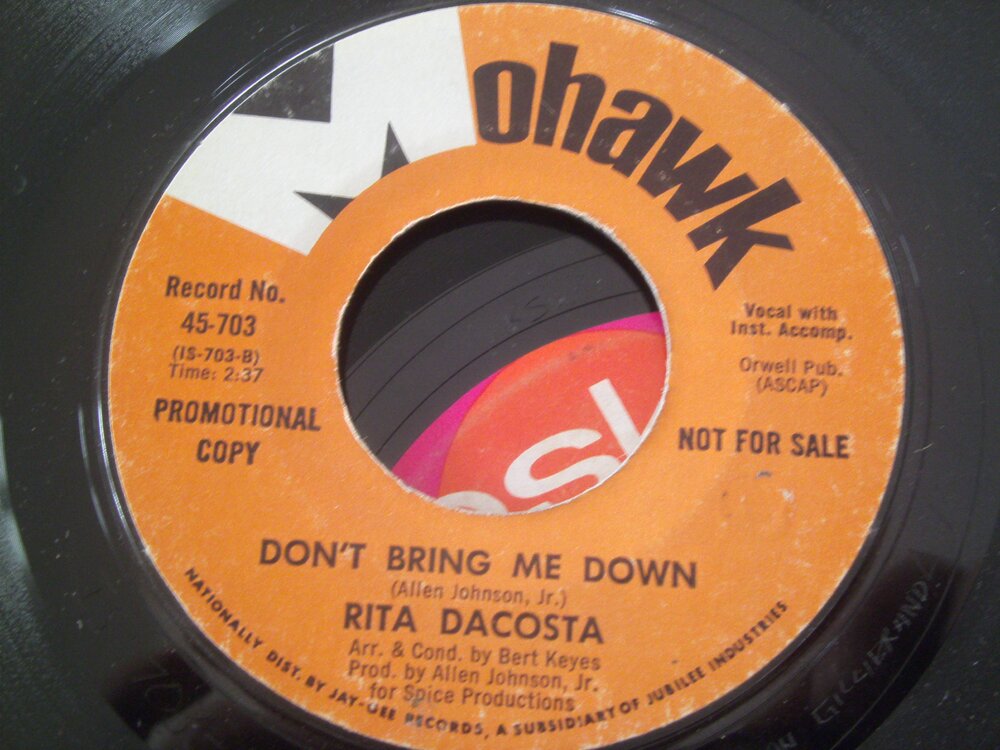 Mohawk
Record No.
45-703
(IS-703-B)
Time: 2:37
PROMOTIONAL
COPY
Vocal with
Inst. Accomp.
Orwell Pub.
(ASCAP)
NOT FOR SALE
DON'T BRING ME DOWN
(Allen Johnson, Jr.)
RITA DACOSTA
Arr. & Cond. by Bert Keyes
Prod. by Allen Johnson, Jr.
for Spice Productions
NATIONALLY DIST. BY JAY-GEE RECORDS, A SUBSIDIARY OF JUBILEE INDUSTRIES